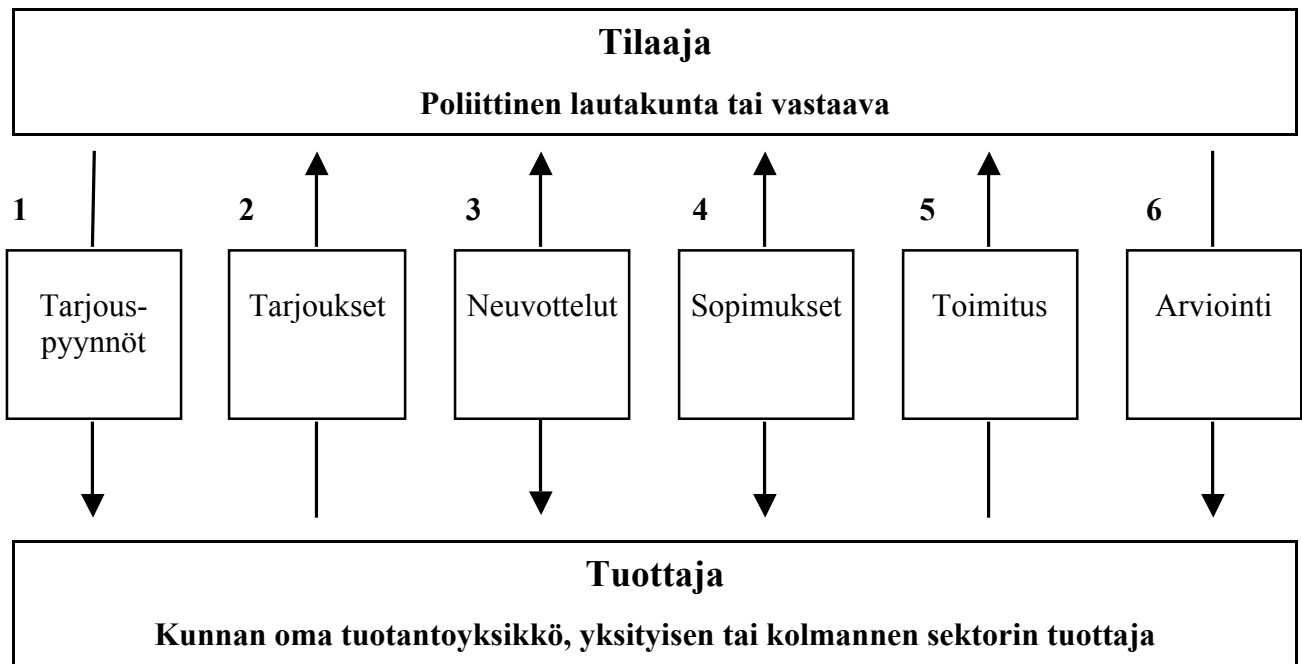 Tilaaja
Poliittinen lautakunta tai vastaava
1
2
3
4
5
6
Tarjous-
pyynnöt
Tarjoukset
Neuvottelut
Sopimukset
Toimitus
Arviointi
Tuottaja
Kunnan oma tuotantoyksikkö, yksityisen tai kolmannen sektorin tuottaja